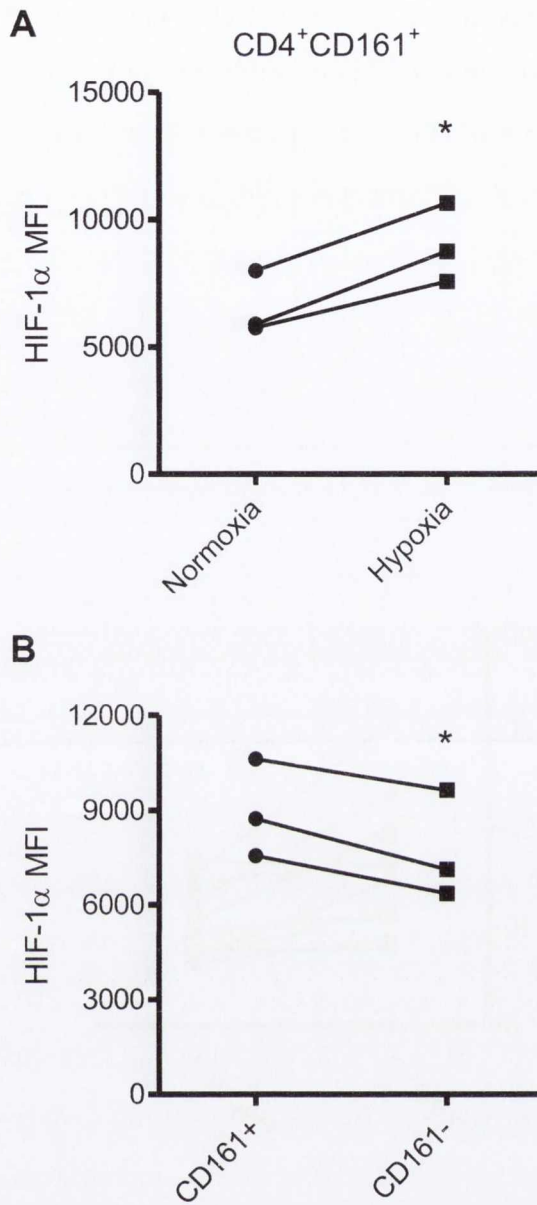 A
CD4⁺CD161⁺
15000
*
10000
HIF-1α MFI
5000
0
Normoxia
Hypoxia
B
12000
*
9000
HIF-1α MFI
6000
3000
0
CD161+
CD161-